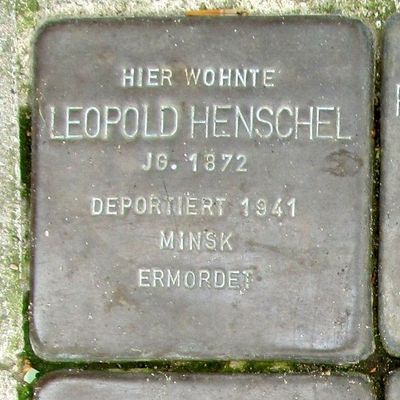 HIER WOHNTE
LEOPOLD HENSCHEL
JG. 1872
DEPORTIERT 1941
MINSK
ERMORDET